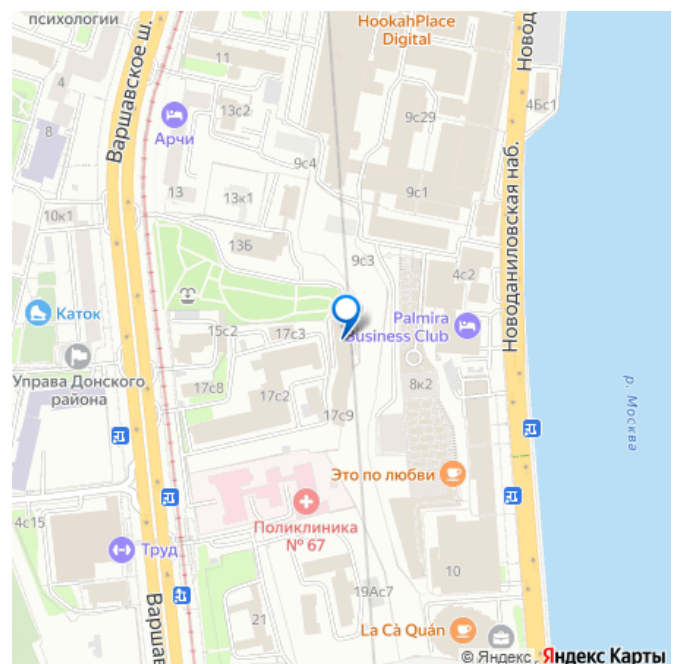 психологии
HookahPlace
Digital
Новод
4
11
13с2
9с29
4Бс1
8
Варшавское ш.
Арчи
9с4
13
13к1
9с1
10к1
Новоданиловская наб.
13Б
9с3
4с2
Каток
15с2
17с3
Palmira
Business Club
Управа Донского
района
17с8
17с2
8к2
17с9
р. Москва
Это по любви
4с15
Поликлиника
№ 67
Труд
10
19Ас7
21
Варшав
La Cà Quán
© Яндекс
Яндекс Карты